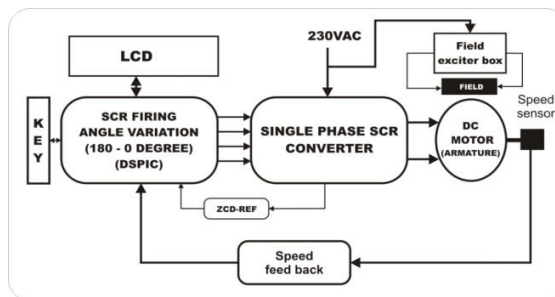 230VAC
LCD
Field
exciter box
FIELD
Speed
sensor
KEY
SCR FIRING
ANGLE VARIATION
(180 - 0 DEGREE)
(DSPIC)
SINGLE PHASE SCR
CONVERTER
DC
MOTOR
(ARMATURE)
ZCD-REF
Speed
feed back